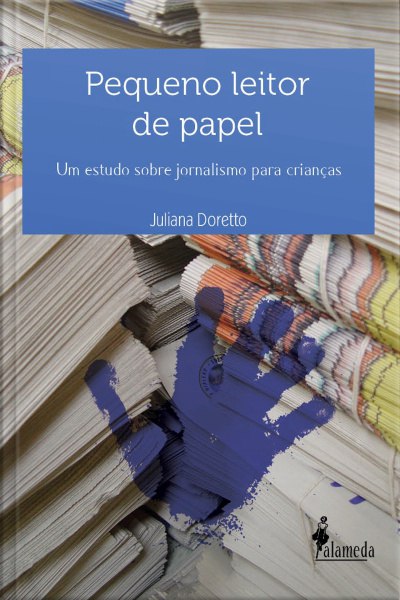 Pequeno leitor
de papel
Um estudo sobre jornalismo para crianças
Juliana Doretto
alameda